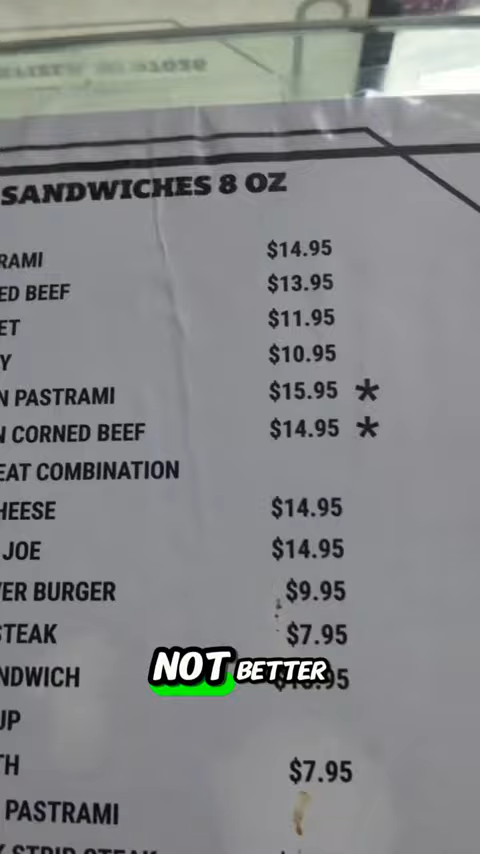 SANDWICHES 8 OZ
RAMI $14.95
ED BEEF $13.95
ET $11.95
Y $10.95
N PASTRAMI $15.95 *
N CORNED BEEF $14.95 *
EAT COMBINATION
HEESE $14.95
JOE $14.95
ER BURGER $9.95
STEAK $7.95
NDWICH
NOT BETTER
UP
TH $7.95
PASTRAMI
STRIP STEAK